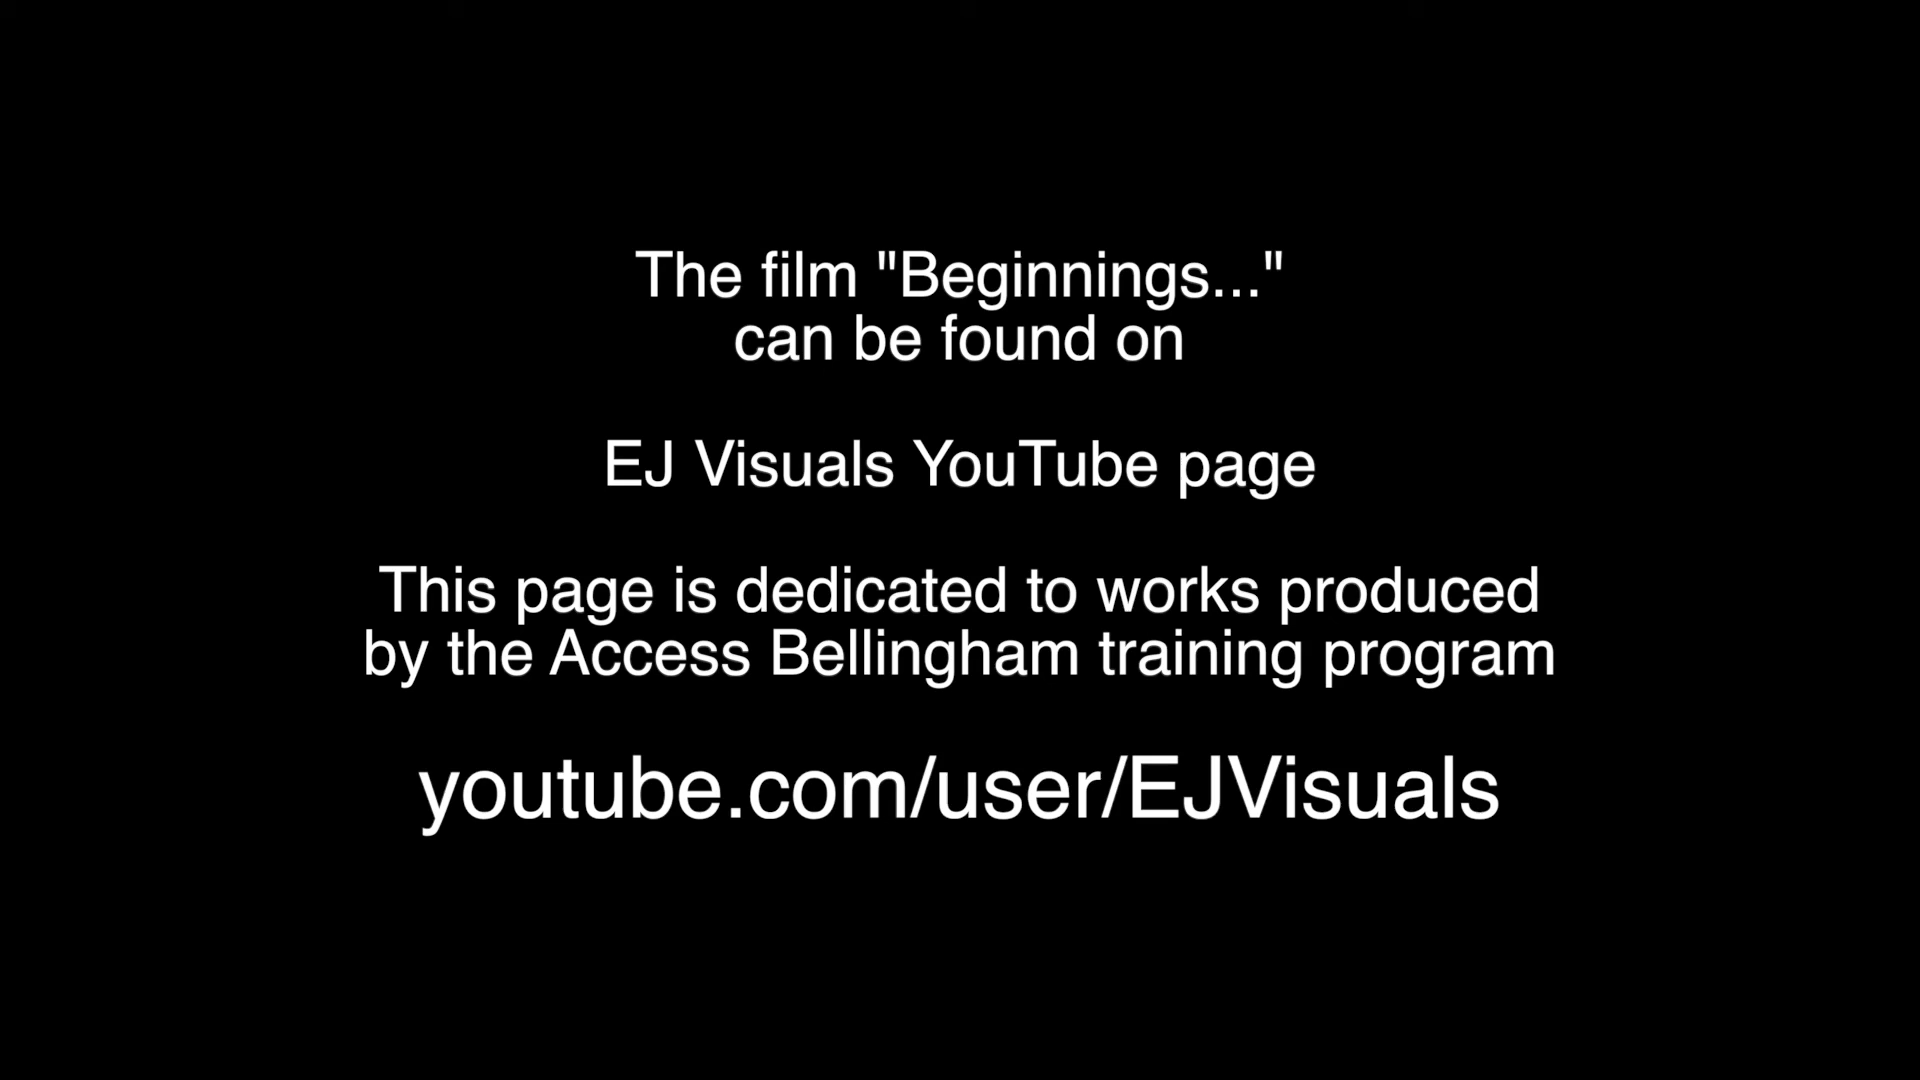 The film "Beginnings..."
can be found on
EJ Visuals YouTube page
This page is dedicated to works produced
by the Access Bellingham training program
youtube.com/user/EJVisuals